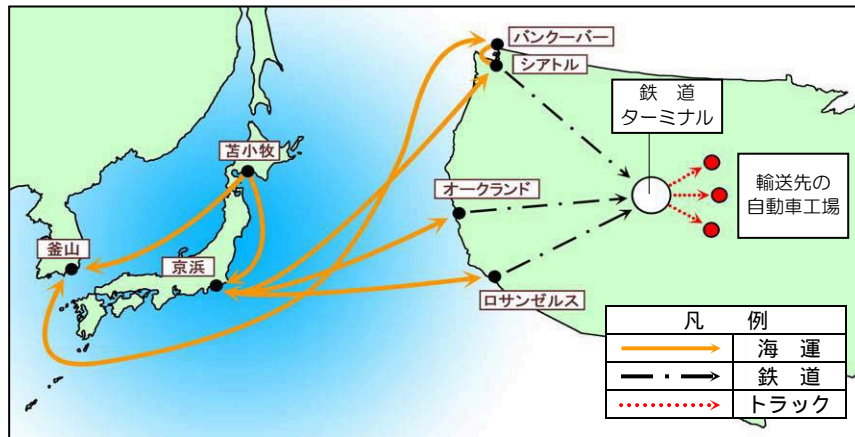 バンクーバー
シアトル
鉄　道
ターミナル
苫小牧
オークランド
輸送先の
自動車工場
釜山
京浜
ロサンゼルス
凡　例
海　運
鉄　道
トラック